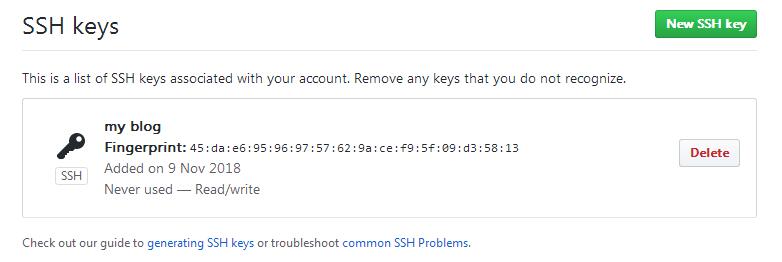 SSH keys
New SSH key
This is a list of SSH keys associated with your account. Remove any keys that you do not recognize.
my blog
Fingerprint: 45:da:e6:95:96:97:57:62:9a:ce:f9:5f:09:d3:58:13
Added on 9 Nov 2018
Never used — Read/write
SSH
Delete
Check out our guide to generating SSH keys or troubleshoot common SSH Problems.